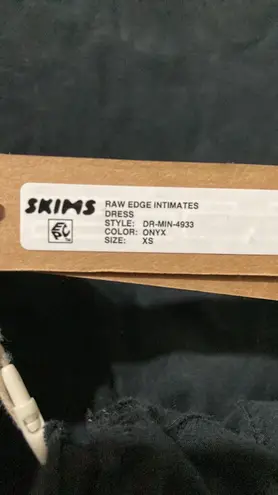 SKIMS
RAW EDGE INTIMATES
DRESS
STYLE: DR-MIN-4933
COLOR: ONYX
SIZE: XS